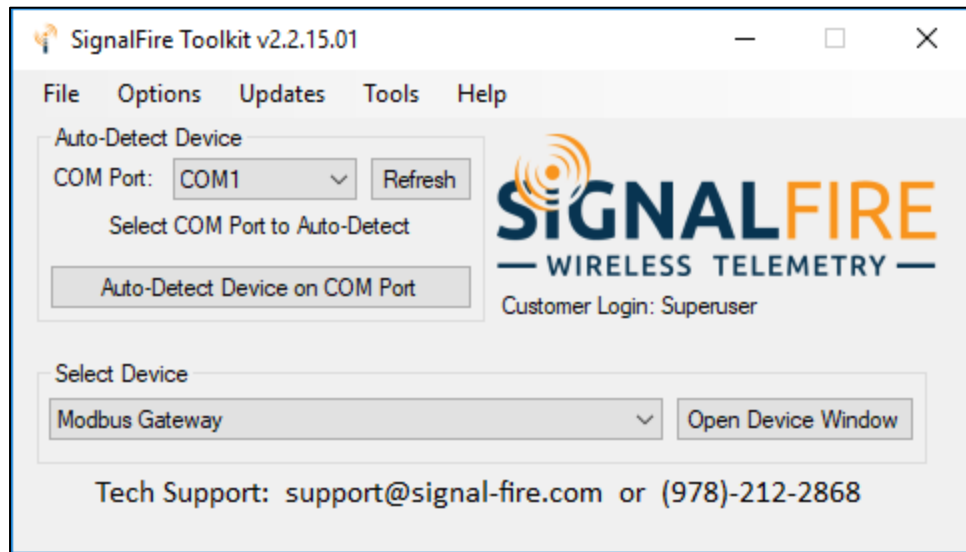 SignalFire Toolkit v2.2.15.01
File Options Updates Tools Help
Auto-Detect Device
COM Port: COM1 Refresh
Select COM Port to Auto-Detect
Auto-Detect Device on COM Port
SIGNALFIRE
WIRELESS TELEMETRY
Customer Login: Superuser
Select Device
Modbus Gateway Open Device Window
Tech Support: support@signal-fire.com or (978)-212-2868